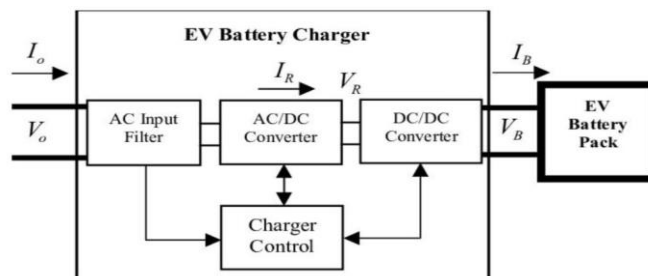 EV Battery Charger
I_o
I_R
V_R
I_B
V_o
AC Input
Filter
AC/DC
Converter
DC/DC
Converter
V_B
EV
Battery
Pack
Charger
Control